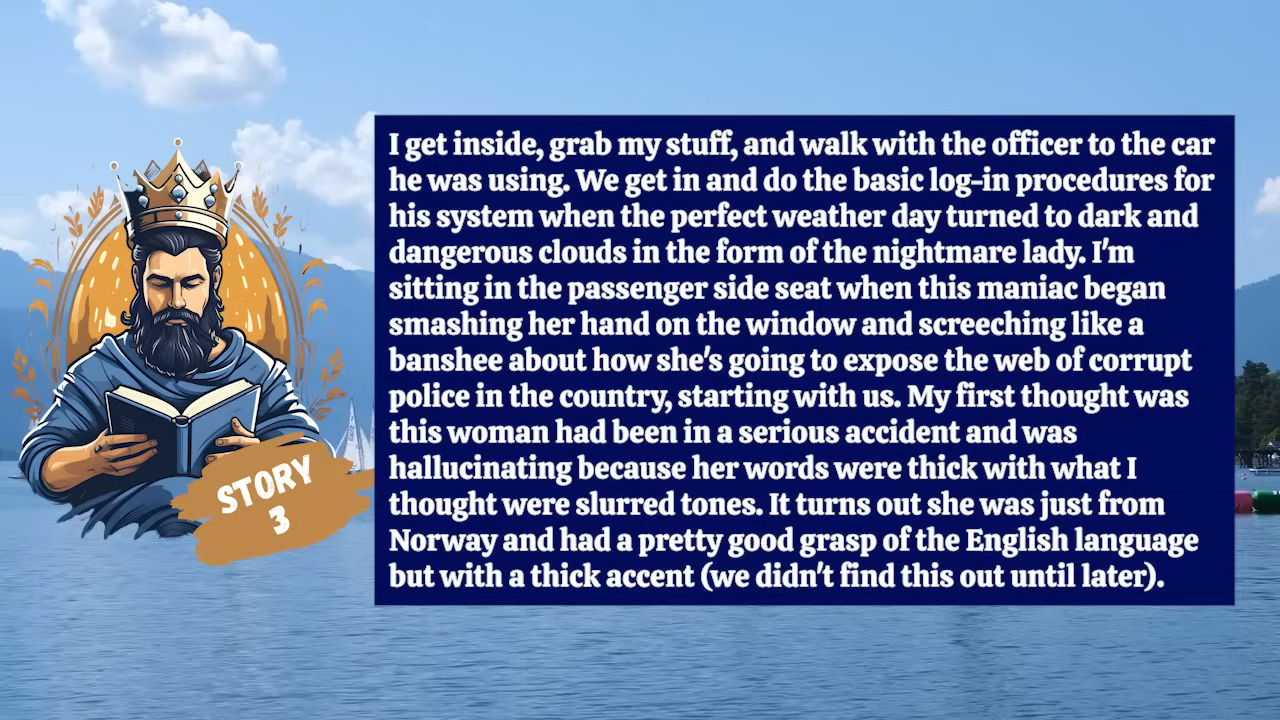 I get inside, grab my stuff, and walk with the officer to the car
he was using. We get in and do the basic log-in procedures for
his system when the perfect weather day turned to dark and
dangerous clouds in the form of the nightmare lady. I'm
sitting in the passenger side seat when this maniac began
smashing her hand on the window and screeching like a
banshee about how she's going to expose the web of corrupt
police in the country, starting with us. My first thought was
this woman had been in a serious accident and was
hallucinating because her words were thick with what I
thought were slurred tones. It turns out she was just from
Norway and had a pretty good grasp of the English language
but with a thick accent (we didn't find this out until later).
STORY
3